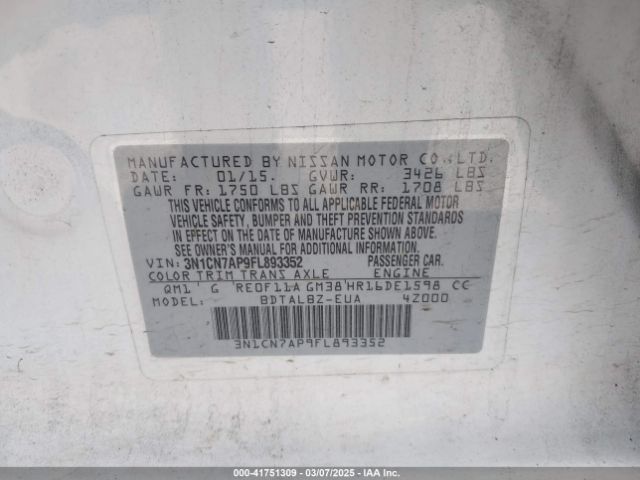 MANUFACTURED BY NISSAN MOTOR CO.,LTD.
DATE: 01/15. GVWR: 3426 LBS
GAWR FR: 1750 LBS GAWR RR: 1708 LBS
THIS VEHICLE CONFORMS TO ALL APPLICABLE FEDERAL MOTOR
VEHICLE SAFETY, BUMPER AND THEFT PREVENTION STANDARDS
IN EFFECT ON THE DATE OF MANUFACTURE SHOWN ABOVE.
SEE OWNER'S MANUAL FOR ADDITIONAL INFORMATION
VIN: 3N1CN7AP9FL893352 PASSENGER CAR.
COLOR TRIM TRANS AXLE ENGINE
QM1 G RE0F11A GM38 HR16DE1598 CC
MODEL: BDTALBZ-EUA 4Z000
3N1CN7AP9FL893352
000-41751309 | 03/07/2025 | IAA Inc.